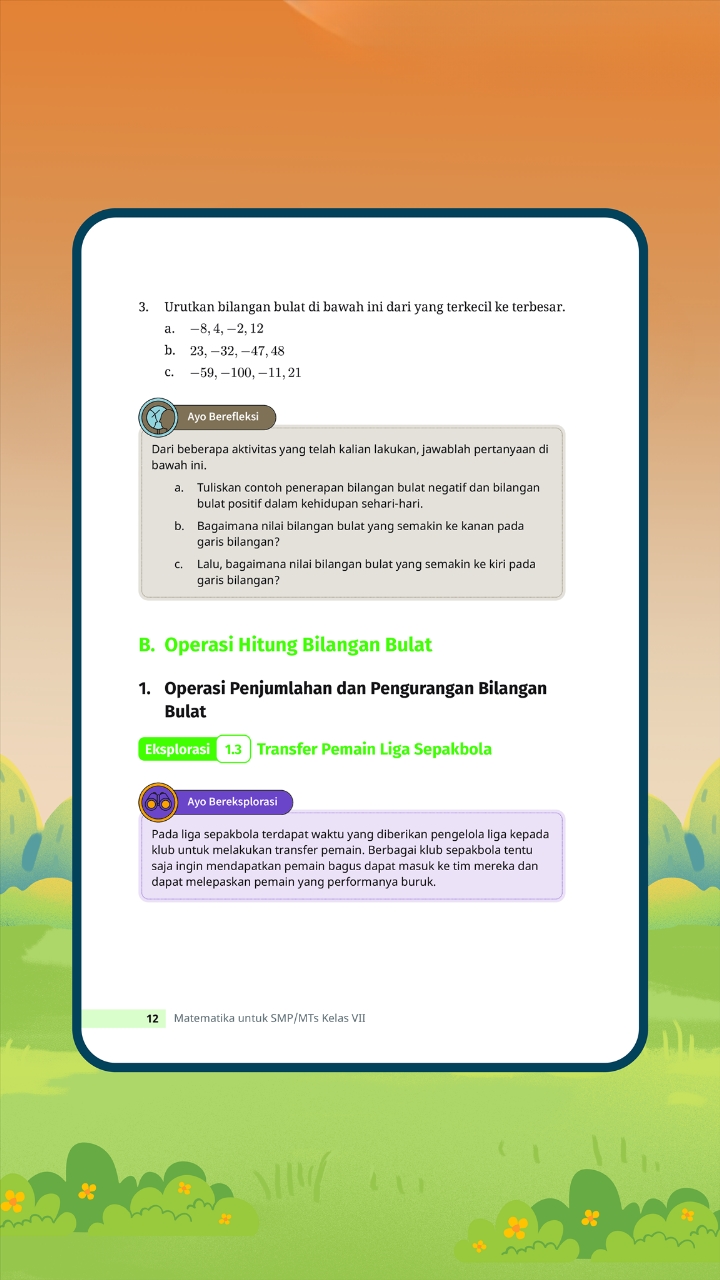 3. Urutkan bilangan bulat di bawah ini dari yang terkecil ke terbesar.
a. −8, 4, −2, 12
b. 23, −32, −47, 48
c. −59, −100, −11, 21
Ayo Berefleksi
Dari beberapa aktivitas yang telah kalian lakukan, jawablah pertanyaan di
bawah ini.
a. Tuliskan contoh penerapan bilangan bulat negatif dan bilangan
bulat positif dalam kehidupan sehari-hari.
b. Bagaimana nilai bilangan bulat yang semakin ke kanan pada
garis bilangan?
c. Lalu, bagaimana nilai bilangan bulat yang semakin ke kiri pada
garis bilangan?
B. Operasi Hitung Bilangan Bulat
1. Operasi Penjumlahan dan Pengurangan Bilangan
Bulat
Eksplorasi 1.3 Transfer Pemain Liga Sepakbola
Ayo Bereksplorasi
Pada liga sepakbola terdapat waktu yang diberikan pengelola liga kepada
klub untuk melakukan transfer pemain. Berbagai klub sepakbola tentu
saja ingin mendapatkan pemain bagus dapat masuk ke tim mereka dan
dapat melepaskan pemain yang performanya buruk.
12 Matematika untuk SMP/MTs Kelas VII